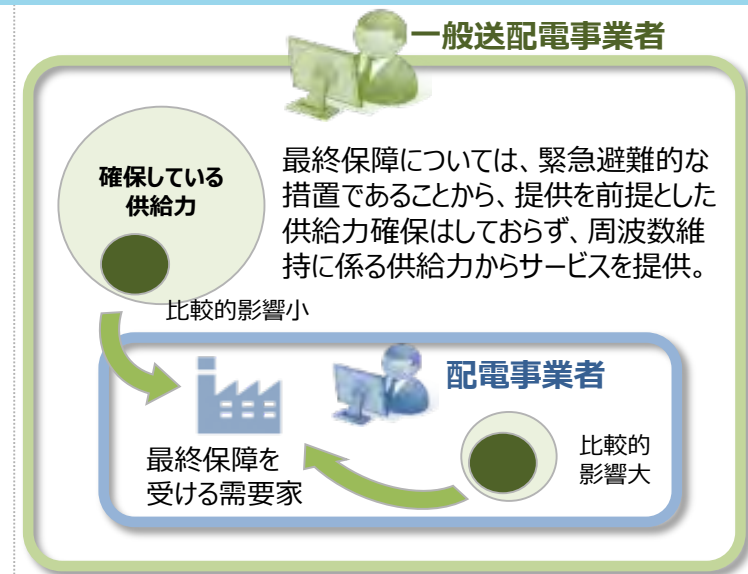 一般送配電事業者
確保している
供給力
最終保障については、緊急避難的な
措置であることから、提供を前提とした
供給力確保はしておらず、周波数維
持に係る供給力からサービスを提供。
比較的影響小
配電事業者
最終保障を
受ける需要家
比較的
影響大